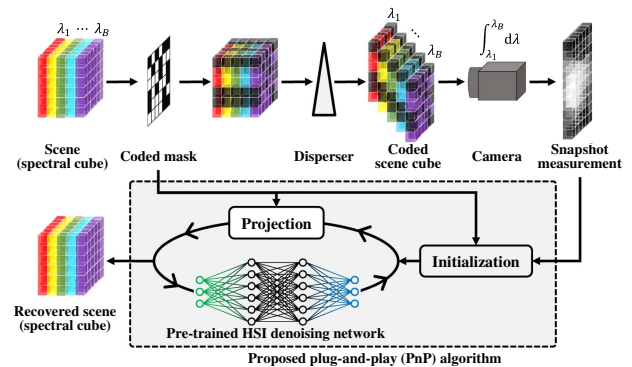 λ1 ⋯ λB
λ1
⋱
λB
∫λ1λB dλ
Scene
(spectral cube)
Coded mask
Disperser
Coded
scene cube
Camera
Snapshot
measurement
Projection
Initialization
Recovered scene
(spectral cube)
Pre-trained HSI denoising network
Proposed plug-and-play (PnP) algorithm